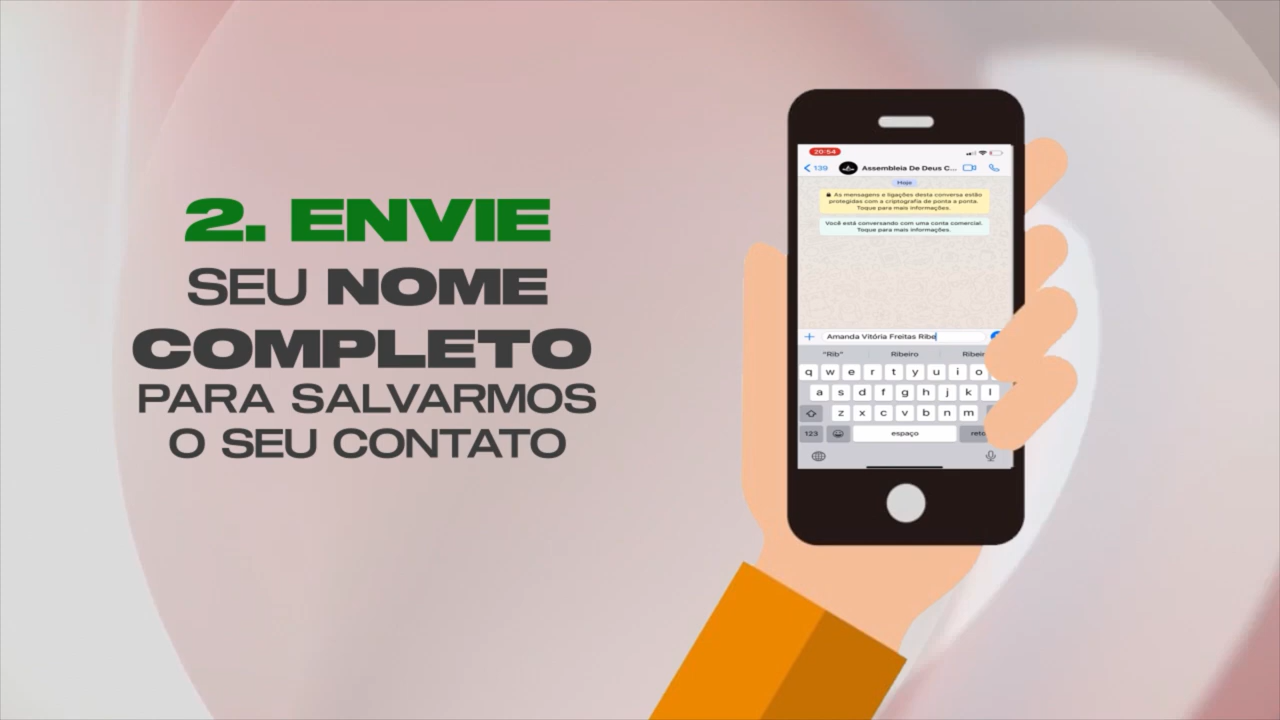 2. ENVIE
SEU NOME
COMPLETO
PARA SALVARMOS
O SEU CONTATO
20:54
139
Assembleia De Deus C...
Hoje
As mensagens e ligações desta conversa estão
protegidas com a criptografia de ponta a ponta.
Toque para mais informações.
Você está conversando com uma conta comercial.
Toque para mais informações.
Amanda Vitória Freitas Ribe
"Rib" Ribeiro Ribeir
q w e r t y u i o
a s d f g h j k l
z x c v b n m
123 espaço reto